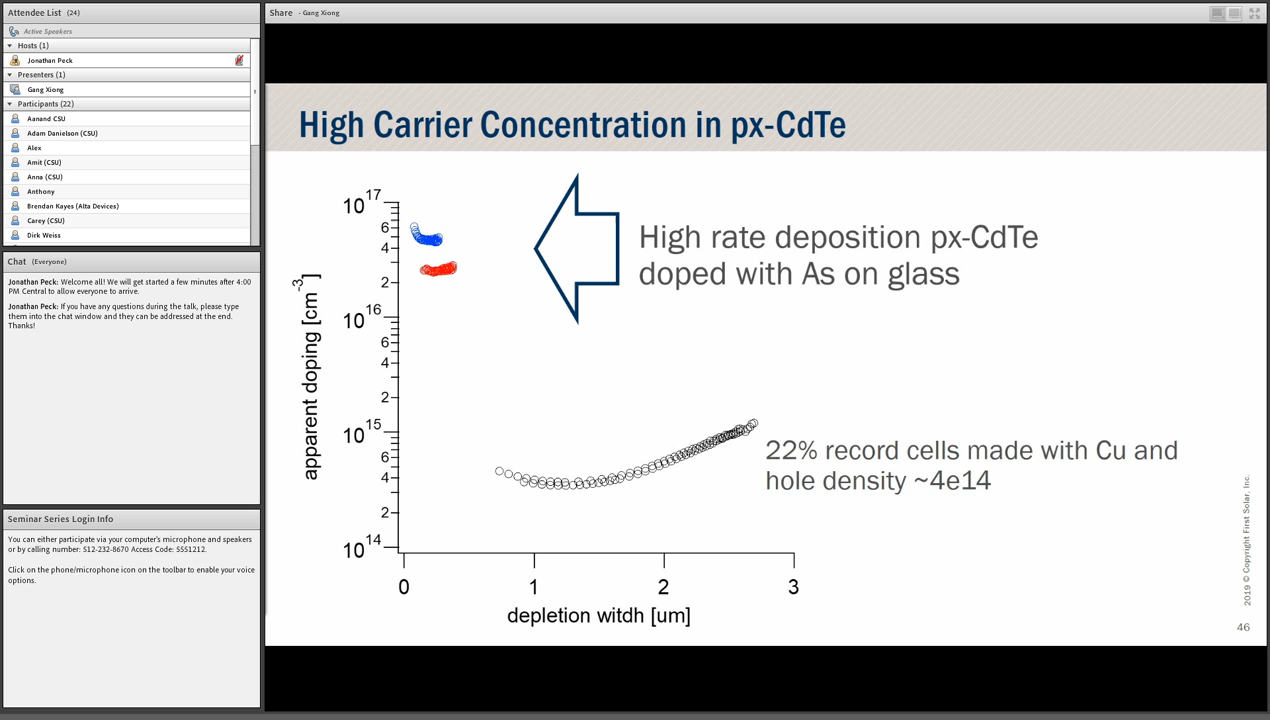 Attendee List (24)
Active Speakers
Hosts (1)
Jonathan Peck
Presenters (1)
Gang Xiong
Participants (22)
Aanand CSU
Adam Danielson (CSU)
Alex
Amit (CSU)
Anna (CSU)
Anthony
Brendan Kayes (Alta Devices)
Carey (CSU)
Dirk Weiss
Chat (Everyone)
Jonathan Peck: Welcome all! We will get started a few minutes after 4:00
PM Central to allow everyone to arrive.
Jonathan Peck: If you have any questions during the talk, please type
them into the chat window and they can be addressed at the end.
Thanks!
Seminar Series Login Info
You can either participate via your computer's microphone and speakers
or by calling number: 512-232-8670 Access Code: 5551212.
Click on the phone/microphone icon on the toolbar to enable your voice
options.
Share - Gang Xiong
High Carrier Concentration in px-CdTe
apparent doping [cm-3]
10^17
6
4
2
10^16
6
4
2
10^15
6
4
2
10^14
0 1 2 3
depletion witdh [um]
High rate deposition px-CdTe
doped with As on glass
22% record cells made with Cu and
hole density ~4e14
2019 © Copyright First Solar, Inc.
46